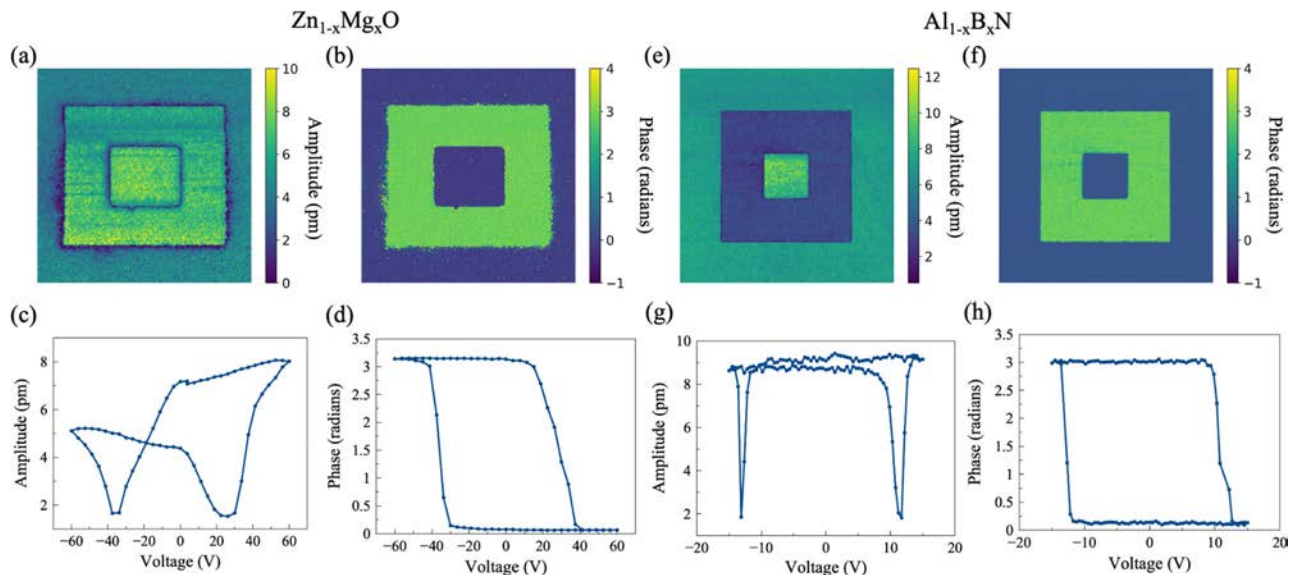 Zn1-xMgxO
Al1-xBxN
(a)
10
8
6
4
2
0
Amplitude (pm)
(b)
4
3
2
1
0
−1
Phase (radians)
(e)
12
10
8
6
4
2
Amplitude (pm)
(f)
4
3
2
1
0
−1
Phase (radians)
(c)
8
6
4
2
Amplitude (pm)
−60 −40 −20 0 20 40 60
Voltage (V)
(d)
3.5
3
2.5
2
1.5
1
0.5
0
Phase (radians)
−60 −40 −20 0 20 40 60
Voltage (V)
(g)
10
9
8
7
6
5
4
3
2
Amplitude (pm)
−20 −10 0 10 20
Voltage (V)
(h)
3.5
3
2.5
2
1.5
1
0.5
0
Phase (radians)
−20 −10 0 10 20
Voltage (V)